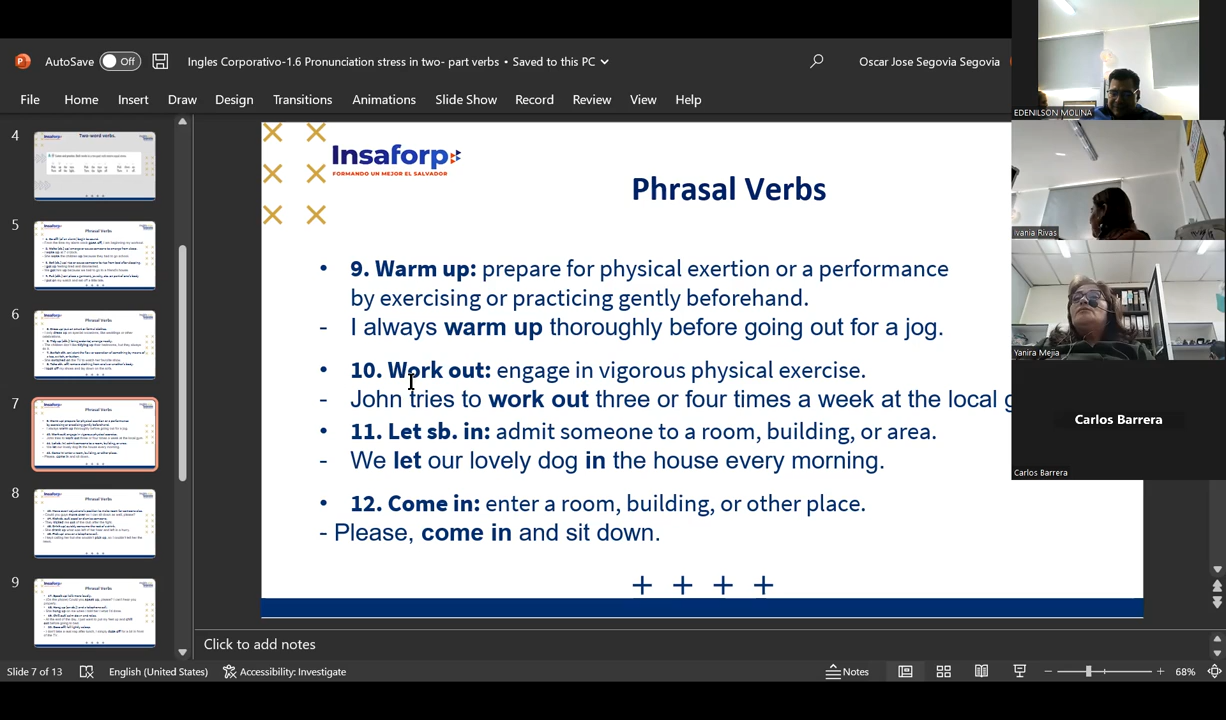 AutoSave Off Ingles Corporativo-1.6 Pronunciation stress in two- part verbs • Saved to this PC Oscar Jose Segovia Segovia
File Home Insert Draw Design Transitions Animations Slide Show Record Review View Help
EDENILSON MOLINA
Ivania Rivas
Yanira Mejia
Carlos Barrera
Carlos Barrera
4
Two-word verbs.
5
Phrasal Verbs
6
Phrasal Verbs
7
Phrasal Verbs
8
Phrasal Verbs
9
Phrasal Verbs
Insaforp
FORMANDO UN MEJOR EL SALVADOR
Phrasal Verbs
• 9. Warm up: prepare for physical exertion or a performance
by exercising or practicing gently beforehand.
- I always warm up thoroughly before going out for a jog.
• 10. Work out: engage in vigorous physical exercise.
- John tries to work out three or four times a week at the local g
• 11. Let sb. in: admit someone to a room, building, or area.
- We let our lovely dog in the house every morning.
• 12. Come in: enter a room, building, or other place.
- Please, come in and sit down.
Click to add notes
Slide 7 of 13 English (United States) Accessibility: Investigate Notes 68%